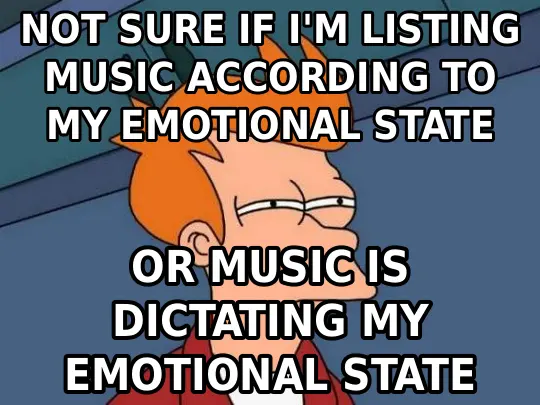 NOT SURE IF I'M LISTING
MUSIC ACCORDING TO
MY EMOTIONAL STATE
OR MUSIC IS
DICTATING MY
EMOTIONAL STATE